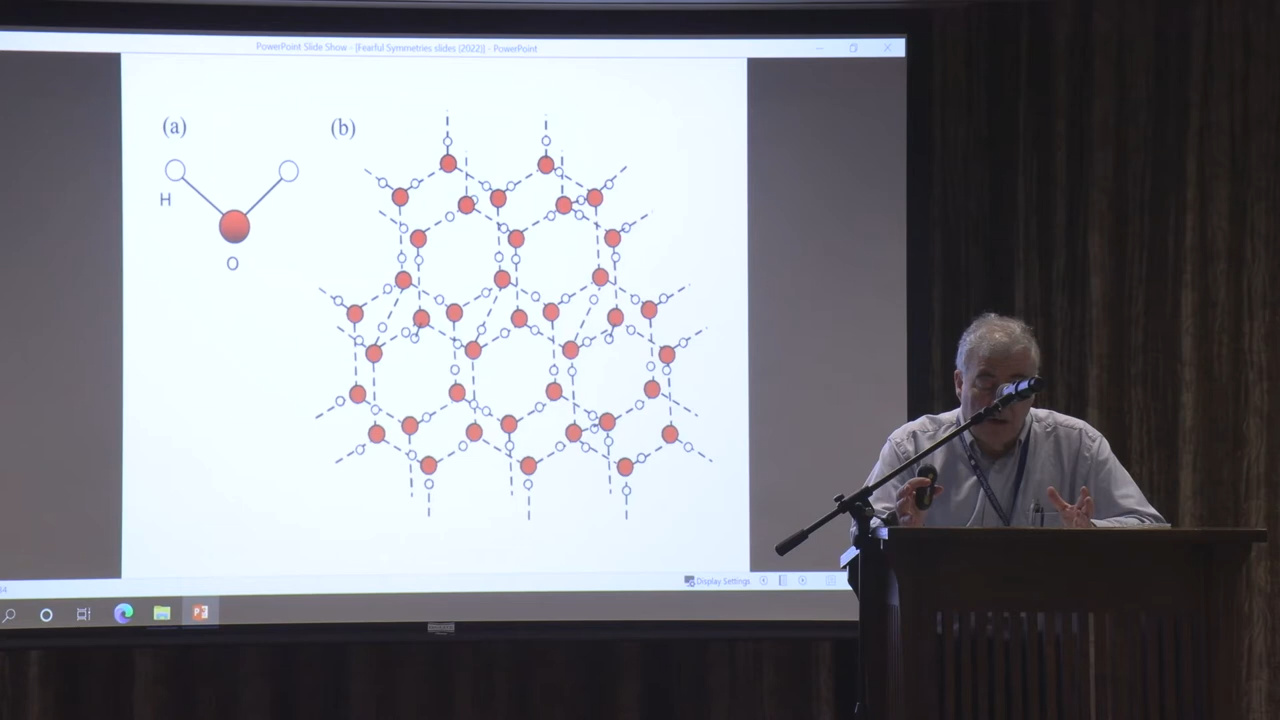 PowerPoint Slide Show - [Fearful Symmetries slides (2022)] - PowerPoint
(a)
(b)
H
O
Display Settings